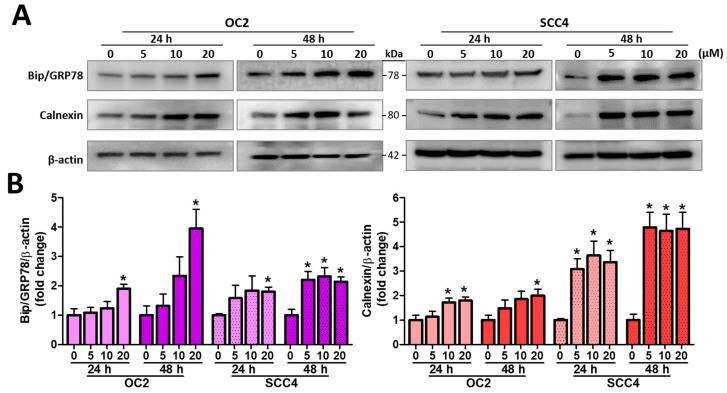 A
OC2
SCC4
24 h
48 h
24 h
48 h
0 5 10 20 0 5 10 20 kDa 0 5 10 20 0 5 10 20 (μM)
Bip/GRP78
78
Calnexin
80
β-actin
42
B
Bip/GRP78/β-actin
(fold change)
5
4
3
2
1
0
* * * * * *
0 5 10 20 0 5 10 20 0 5 10 20 0 5 10 20
24 h 48 h 24 h 48 h
OC2 SCC4
Calnexin/β-actin
(fold change)
6
5
4
3
2
1
0
* * * * * * * * *
0 5 10 20 0 5 10 20 0 5 10 20 0 5 10 20
24 h 48 h 24 h 48 h
OC2 SCC4